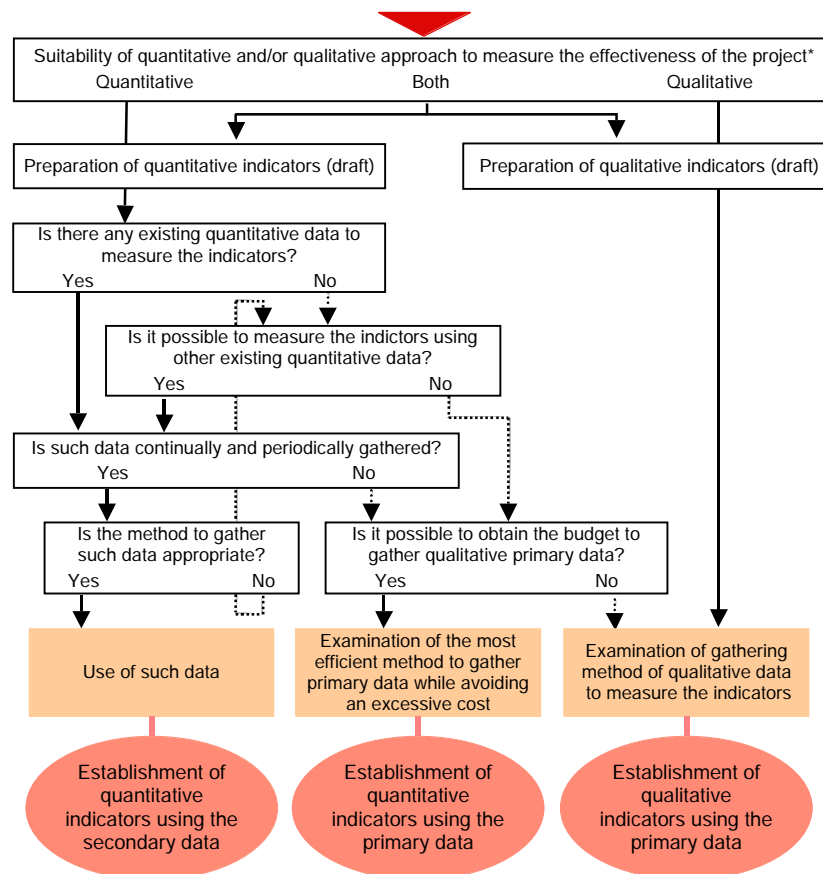 Suitability of quantitative and/or qualitative approach to measure the effectiveness of the project*
Quantitative Both Qualitative
Preparation of quantitative indicators (draft)
Preparation of qualitative indicators (draft)
Is there any existing quantitative data to
measure the indicators?
Yes No
Is it possible to measure the indictors using
other existing quantitative data?
Yes No
Is such data continually and periodically gathered?
Yes No
Is the method to gather
such data appropriate?
Yes No
Is it possible to obtain the budget to
gather qualitative primary data?
Yes No
Use of such data
Examination of the most
efficient method to gather
primary data while avoiding
an excessive cost
Examination of gathering
method of qualitative data
to measure the indicators
Establishment of
quantitative
indicators using the
secondary data
Establishment of
quantitative
indicators using the
primary data
Establishment of
qualitative
indicators using the
primary data